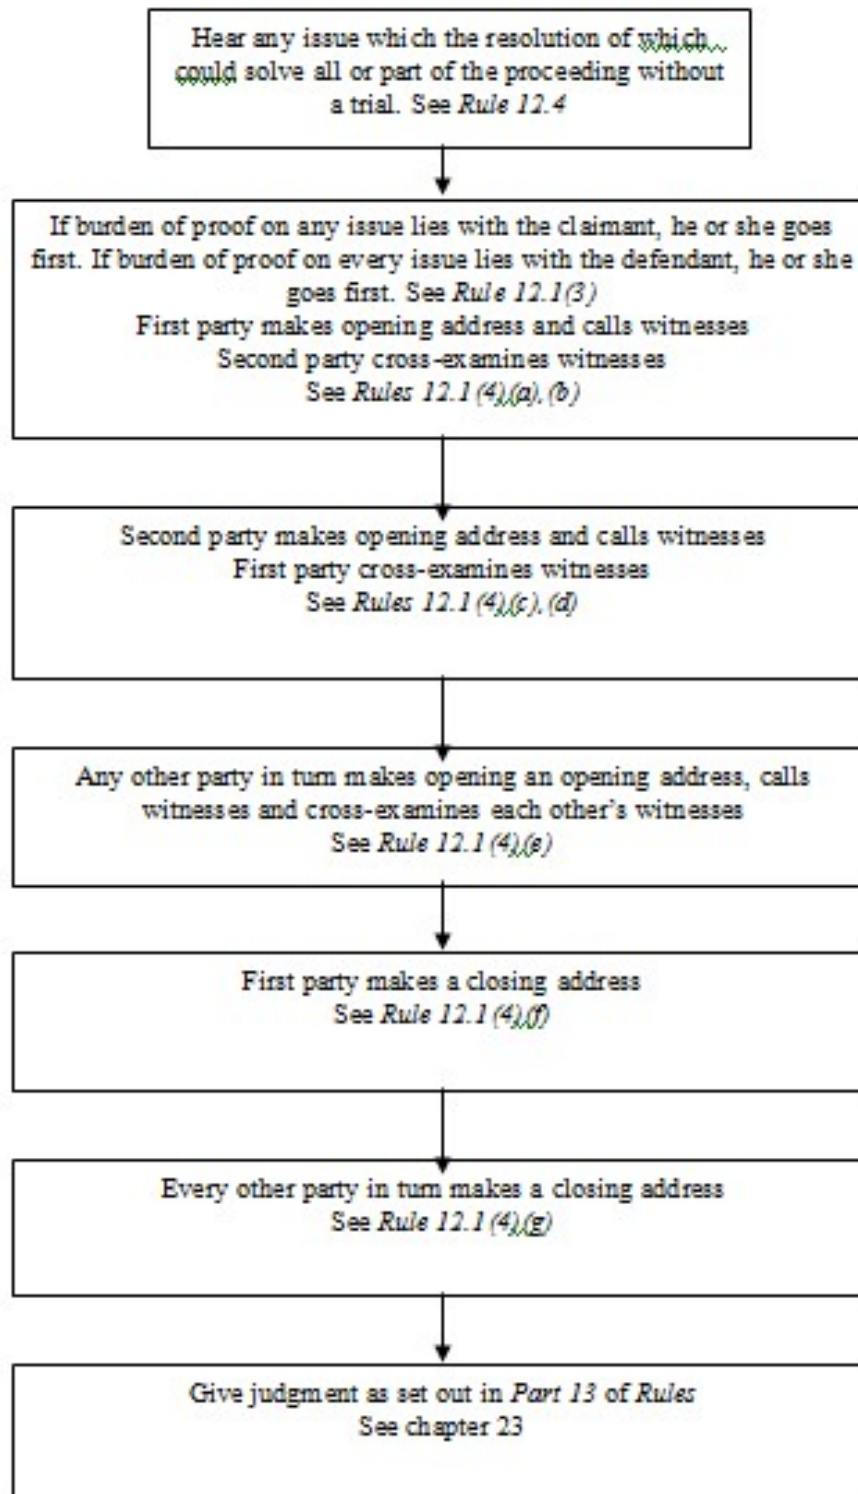 Hear any issue which the resolution of which
could solve all or part of the proceeding without
a trial. See Rule 12.4
If burden of proof on any issue lies with the claimant, he or she goes
first. If burden of proof on every issue lies with the defendant, he or she
goes first. See Rule 12.1(3)
First party makes opening address and calls witnesses
Second party cross-examines witnesses
See Rules 12.1(4),(a), (b)
Second party makes opening address and calls witnesses
First party cross-examines witnesses
See Rules 12.1(4),(c), (d)
Any other party in turn makes opening an opening address, calls
witnesses and cross-examines each other's witnesses
See Rule 12.1(4),(e)
First party makes a closing address
See Rule 12.1(4),(f)
Every other party in turn makes a closing address
See Rule 12.1(4),(g)
Give judgment as set out in Part 13 of Rules
See chapter 23